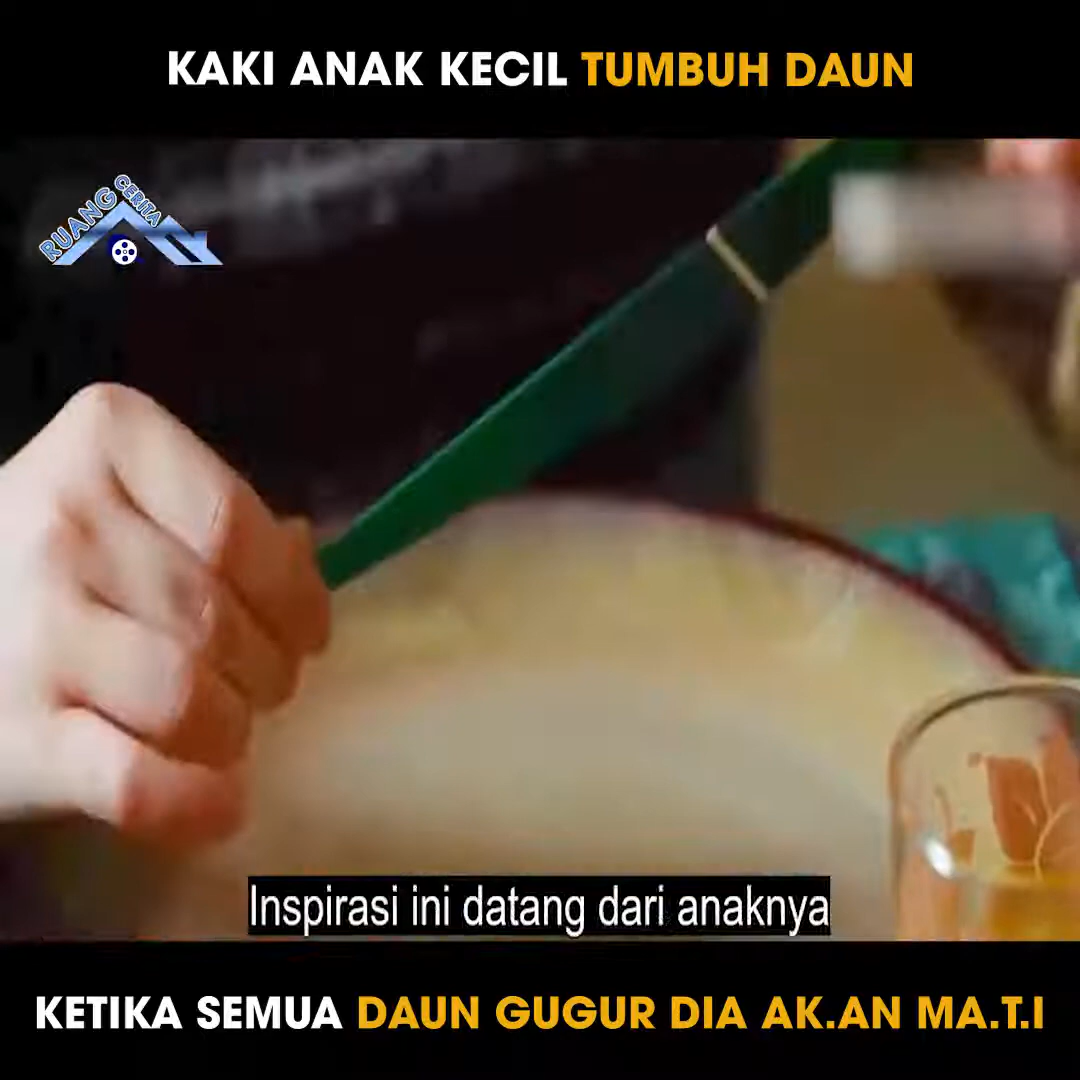 KAKI ANAK KECIL TUMBUH DAUN
RUANG CERITA
Inspirasi ini datang dari anaknya
KETIKA SEMUA DAUN GUGUR DIA AK.AN MA.T.I